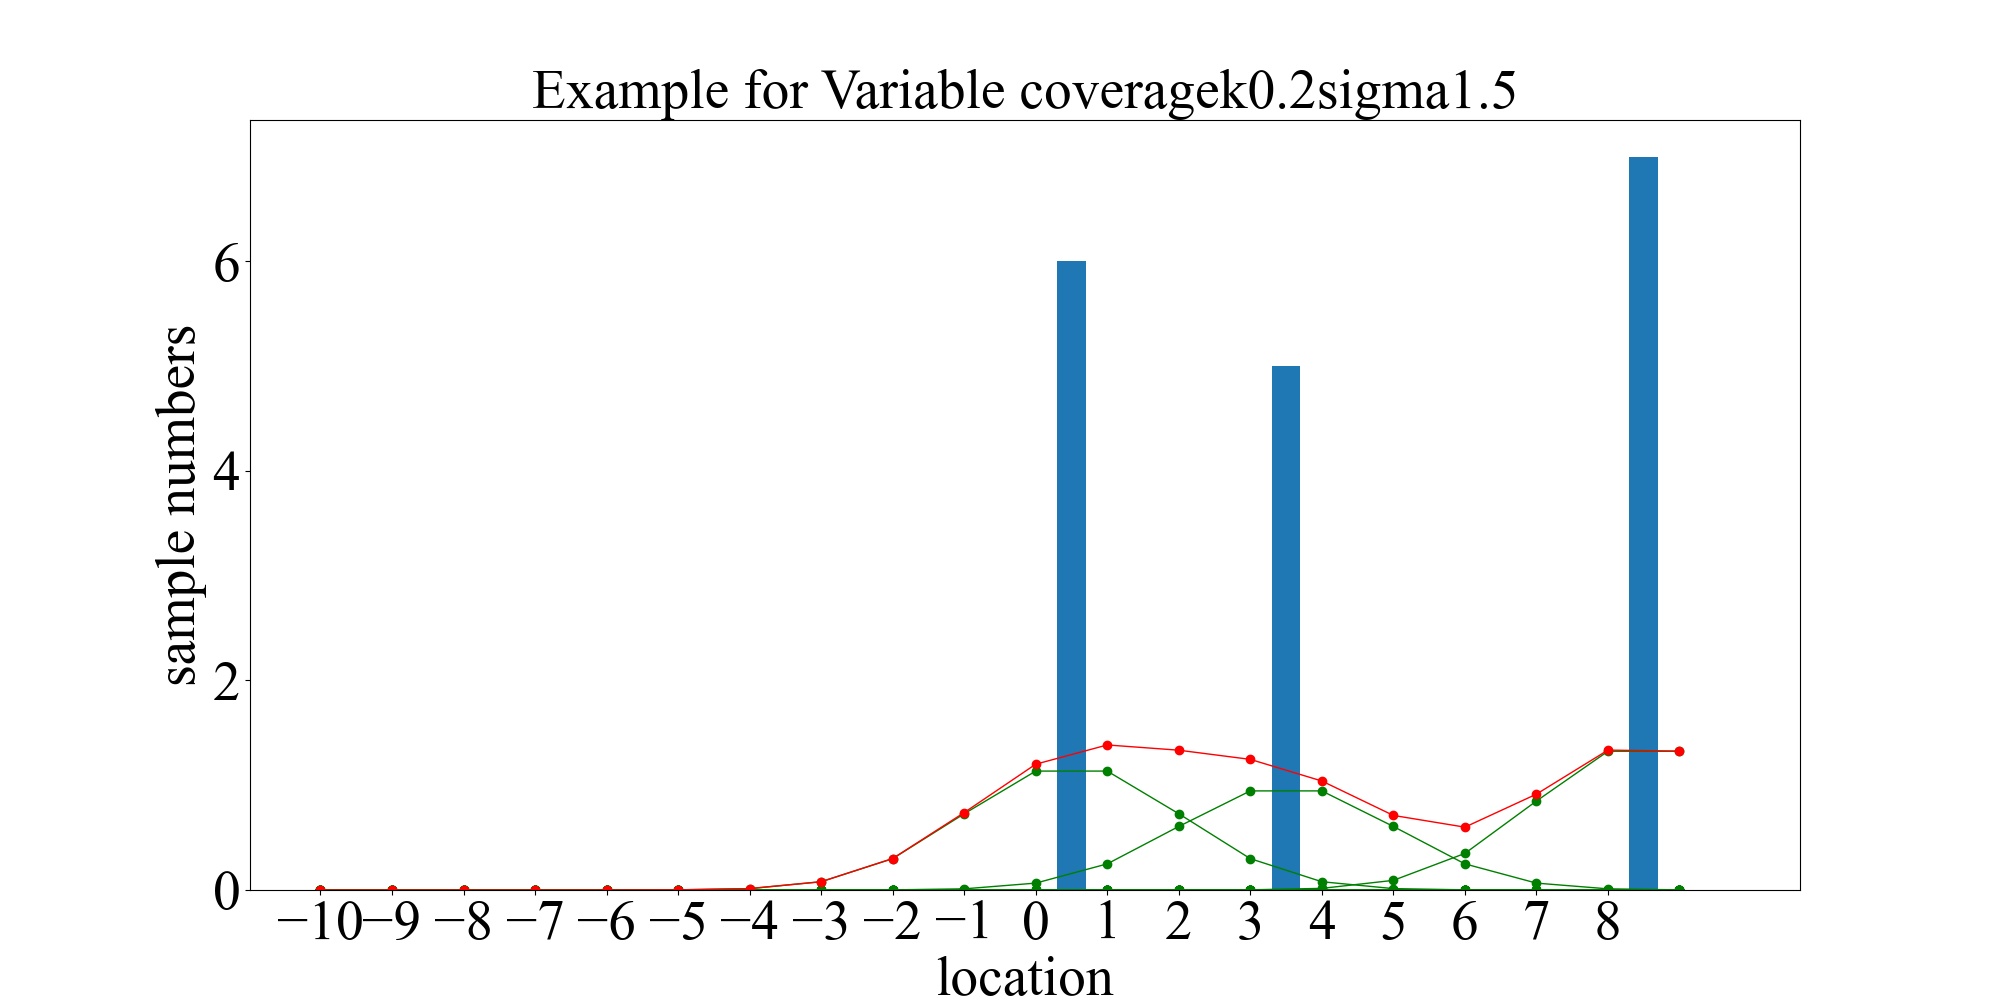 Example for Variable coveragek0.2sigma1.5
sample numbers
6
4
2
0
−10 −9 −8 −7 −6 −5 −4 −3 −2 −1 0 1 2 3 4 5 6 7 8
location